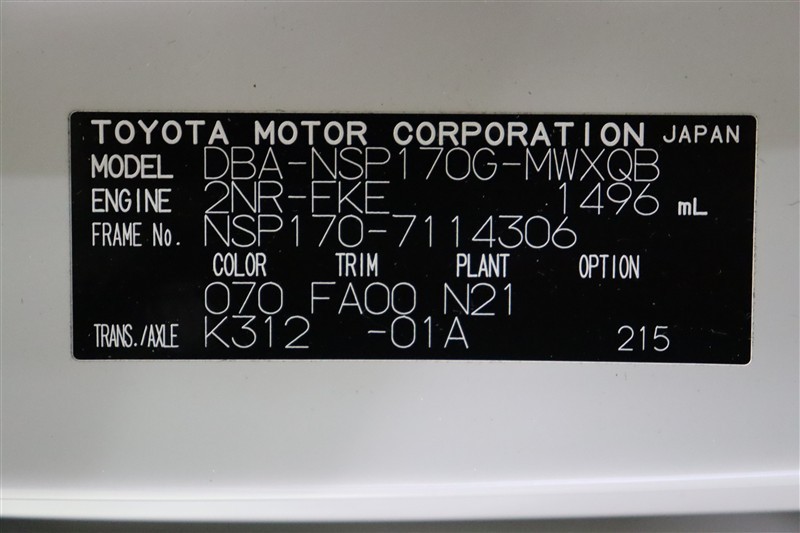 TOYOTA MOTOR CORPORATION JAPAN
MODEL DBA-NSP170G-MWXQB
ENGINE 2NR-FKE 1496 mL
FRAME No. NSP170-7114306
COLOR TRIM PLANT OPTION
070 FA00 N21
TRANS./AXLE K312 -01A 215